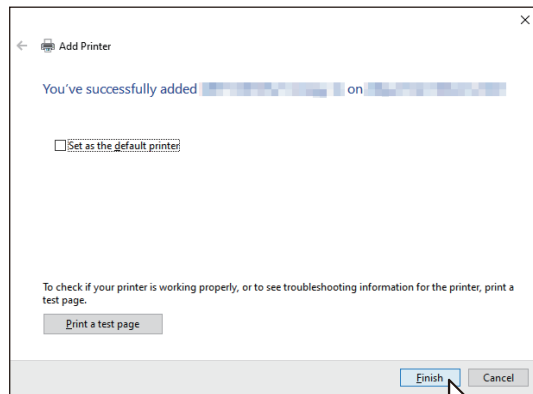 Add Printer
You've successfully added on
Set as the default printer
To check if your printer is working properly, or to see troubleshooting information for the printer, print a
test page.
Print a test page
Finish Cancel